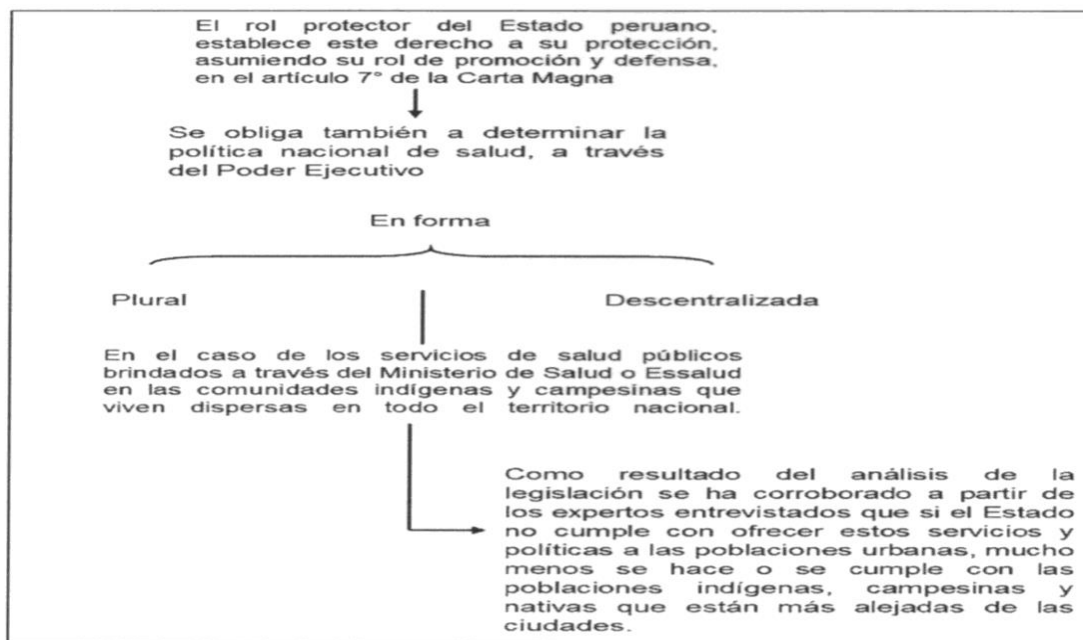 El rol protector del Estado peruano,
establece este derecho a su protección,
asumiendo su rol de promoción y defensa,
en el artículo 7° de la Carta Magna
Se obliga también a determinar la
política nacional de salud, a través
del Poder Ejecutivo
En forma
Plural
Descentralizada
En el caso de los servicios de salud públicos
brindados a través del Ministerio de Salud o Essalud
en las comunidades indígenas y campesinas que
viven dispersas en todo el territorio nacional.
Como resultado del análisis de la
legislación se ha corroborado a partir de
los expertos entrevistados que si el Estado
no cumple con ofrecer estos servicios y
políticas a las poblaciones urbanas, mucho
menos se hace o se cumple con las
poblaciones indígenas, campesinas y
nativas que están más alejadas de las
ciudades.